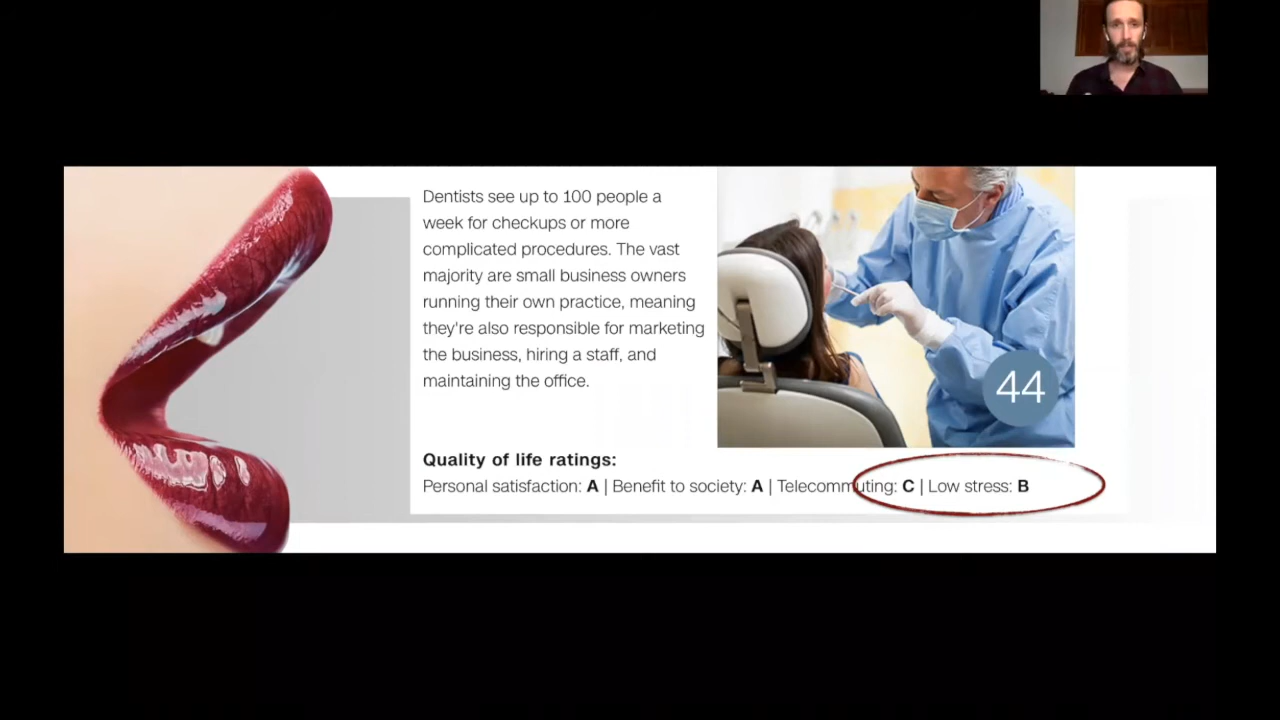 Dentists see up to 100 people a
week for checkups or more
complicated procedures. The vast
majority are small business owners
running their own practice, meaning
they're also responsible for marketing
the business, hiring a staff, and
maintaining the office.
44
Quality of life ratings:
Personal satisfaction: A | Benefit to society: A | Telecommuting: C | Low stress: B